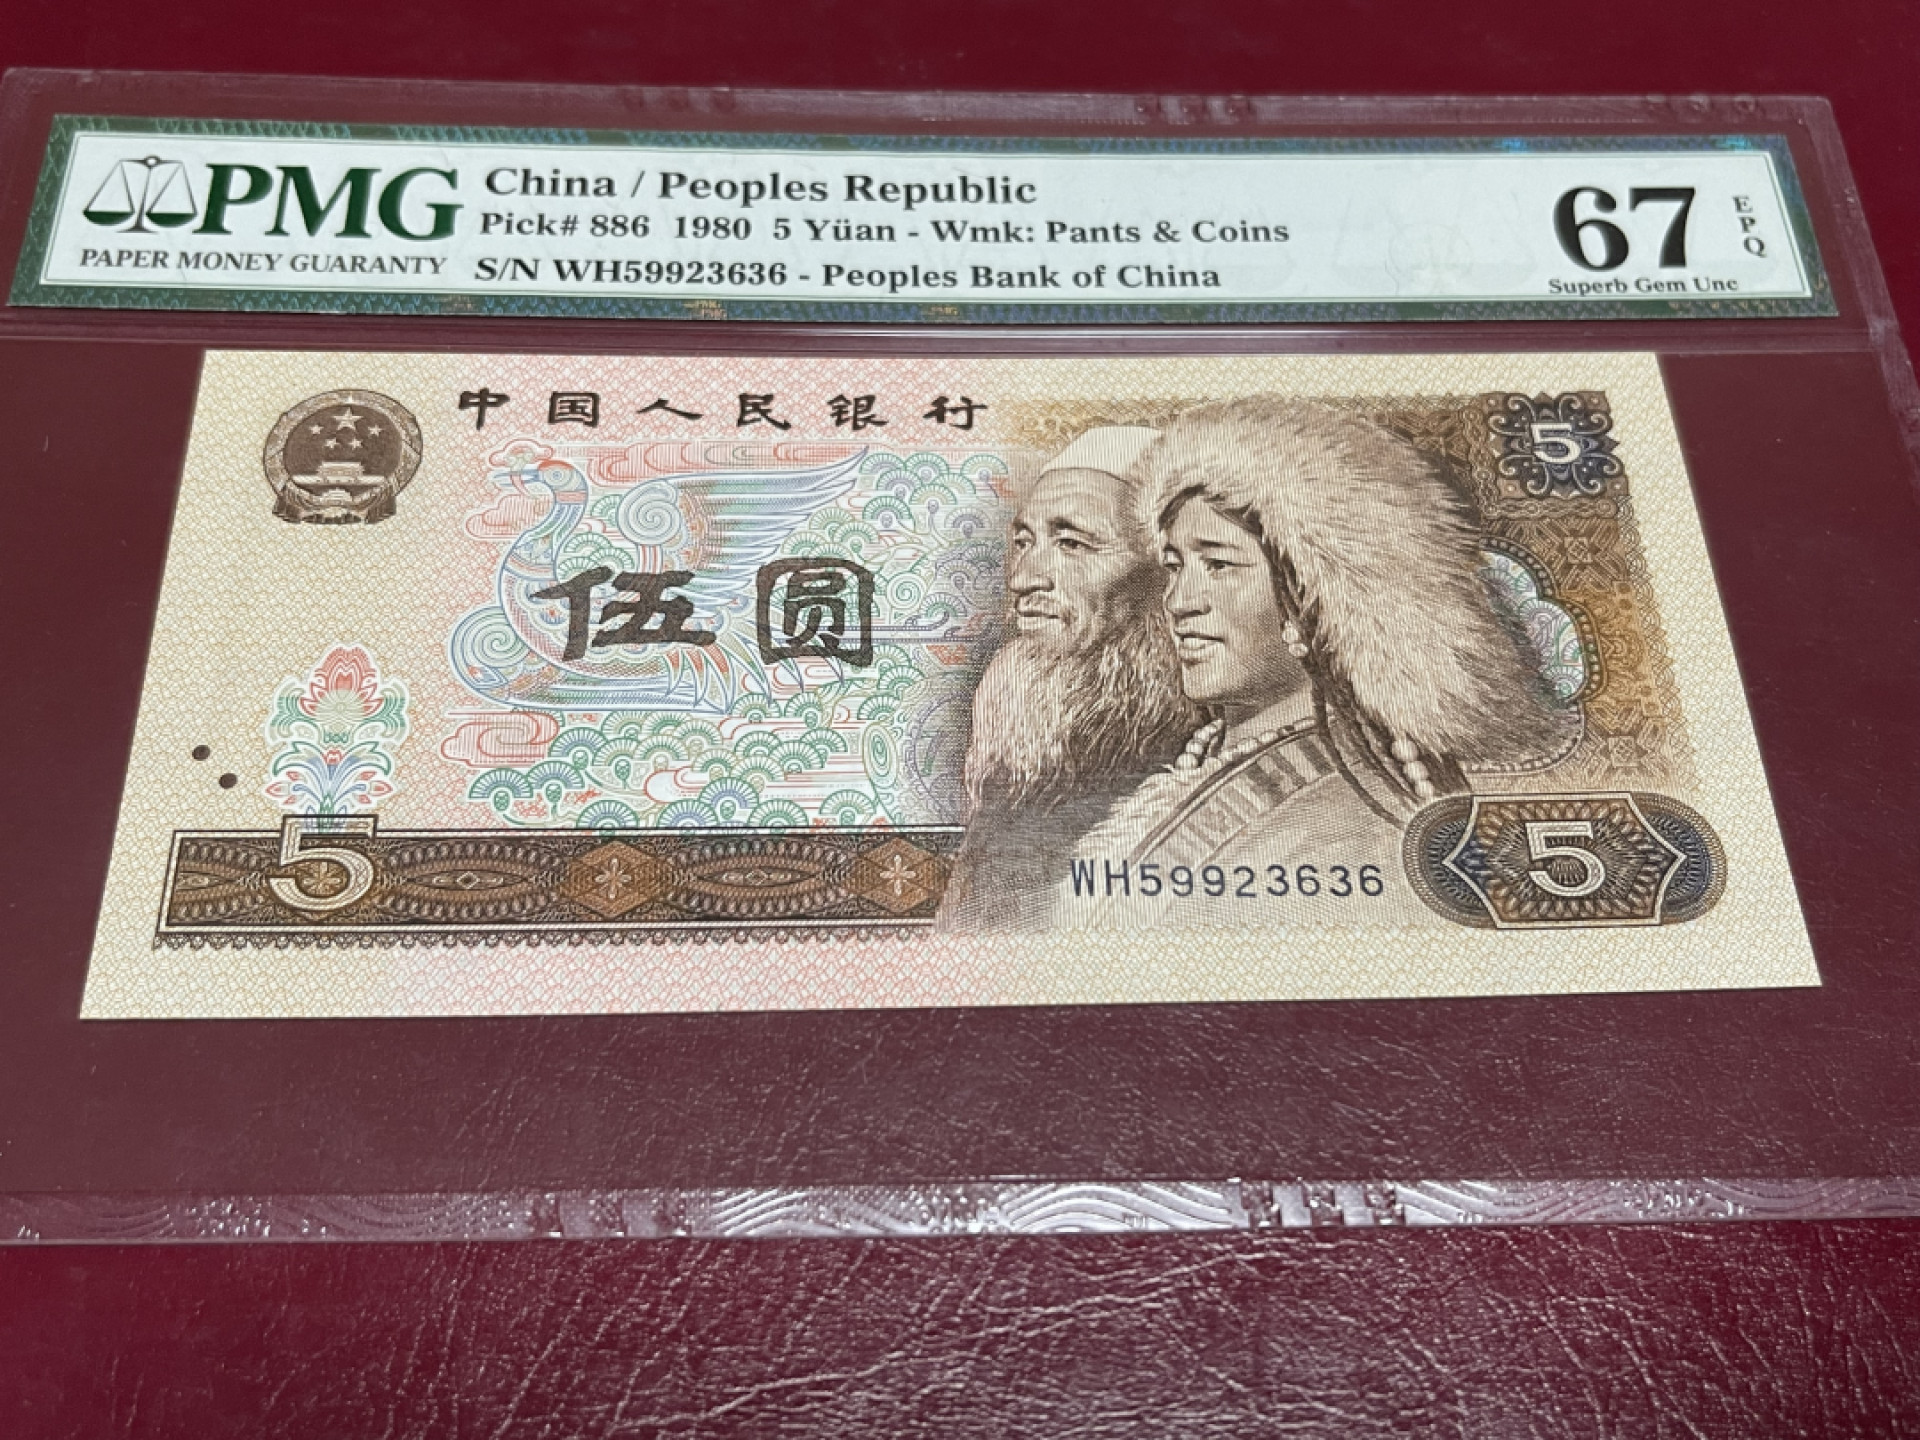 PMG
PAPER MONEY GUARANTY
China / Peoples Republic
Pick# 886 1980 5 Yüan - Wmk: Pants & Coins
S/N WH59923636 - Peoples Bank of China
67
EPQ
Superb Gem Unc
中国人民银行
5
伍圆
5
WH59923636
5